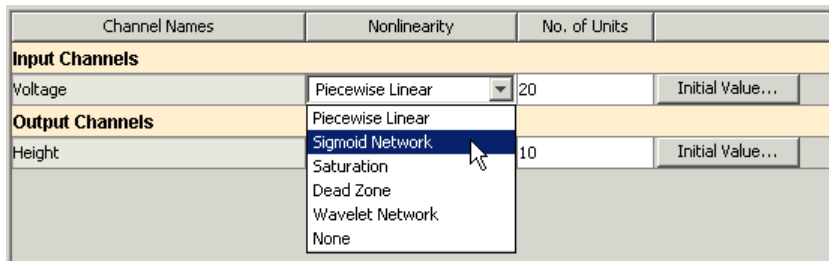 Channel Names Nonlinearity No. of Units
Input Channels
Voltage Piecewise Linear 20 Initial Value...
Output Channels
Height 10 Initial Value...
Piecewise Linear
Sigmoid Network
Saturation
Dead Zone
Wavelet Network
None